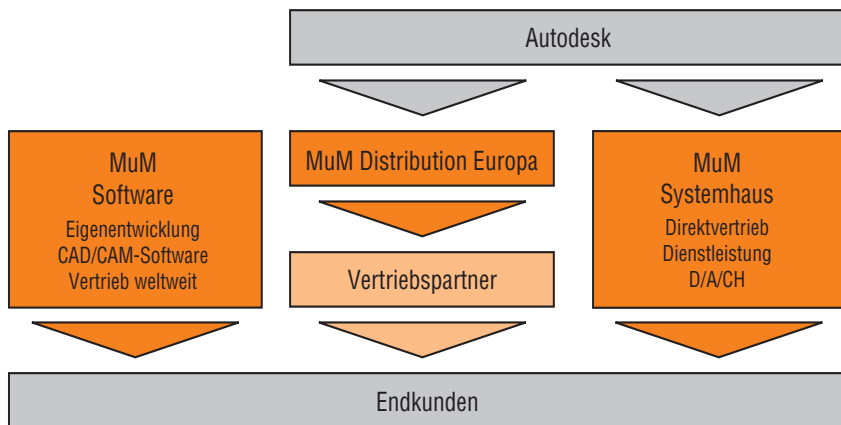 Autodesk
MuM
Software
Eigenentwicklung
CAD/CAM-Software
Vertrieb weltweit
MuM Distribution Europa
Vertriebspartner
MuM
Systemhaus
Direktvertrieb
Dienstleistung
D/A/CH
Endkunden